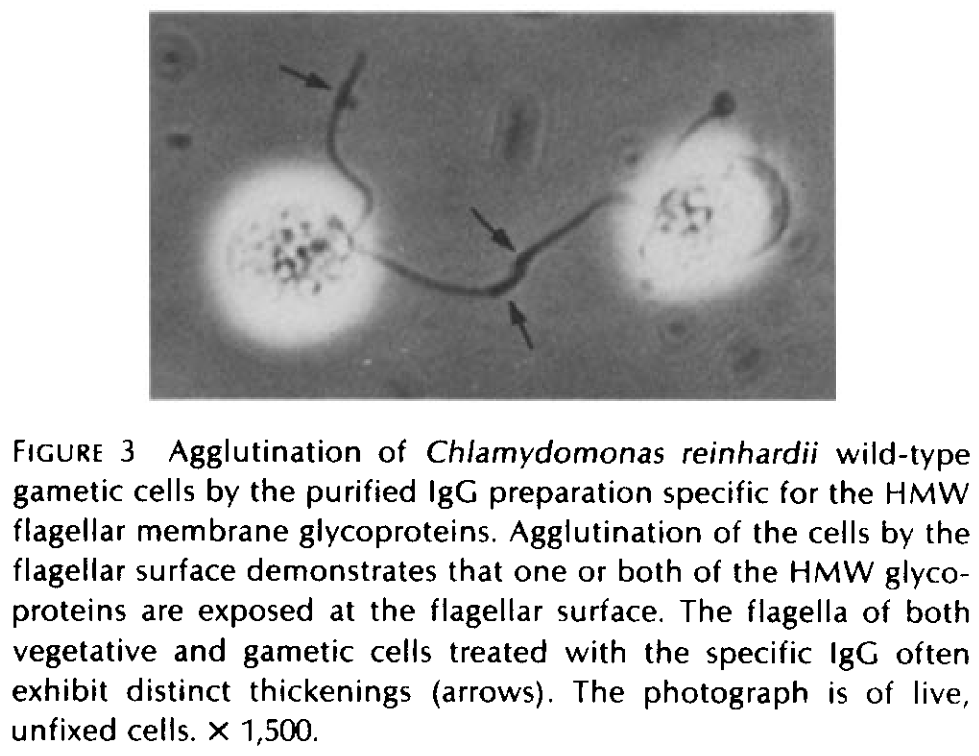 FIGURE 3 Agglutination of Chlamydomonas reinhardii wild-type
gametic cells by the purified IgG preparation specific for the HMW
flagellar membrane glycoproteins. Agglutination of the cells by the
flagellar surface demonstrates that one or both of the HMW glyco-
proteins are exposed at the flagellar surface. The flagella of both
vegetative and gametic cells treated with the specific IgG often
exhibit distinct thickenings (arrows). The photograph is of live,
unfixed cells. × 1,500.